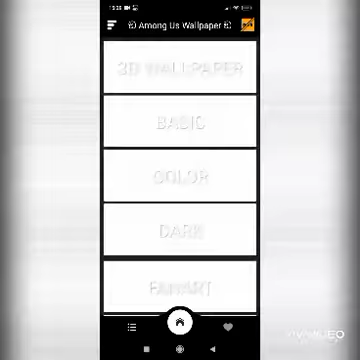 Among Us Wallpaper
3D WALLPAPER
BASIC
COLOR
DARK
FANART
VIVAVIDEO